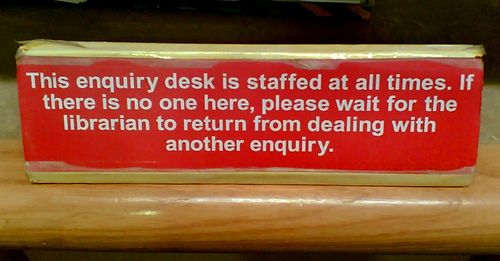 This enquiry desk is staffed at all times. If
there is no one here, please wait for the
librarian to return from dealing with
another enquiry.